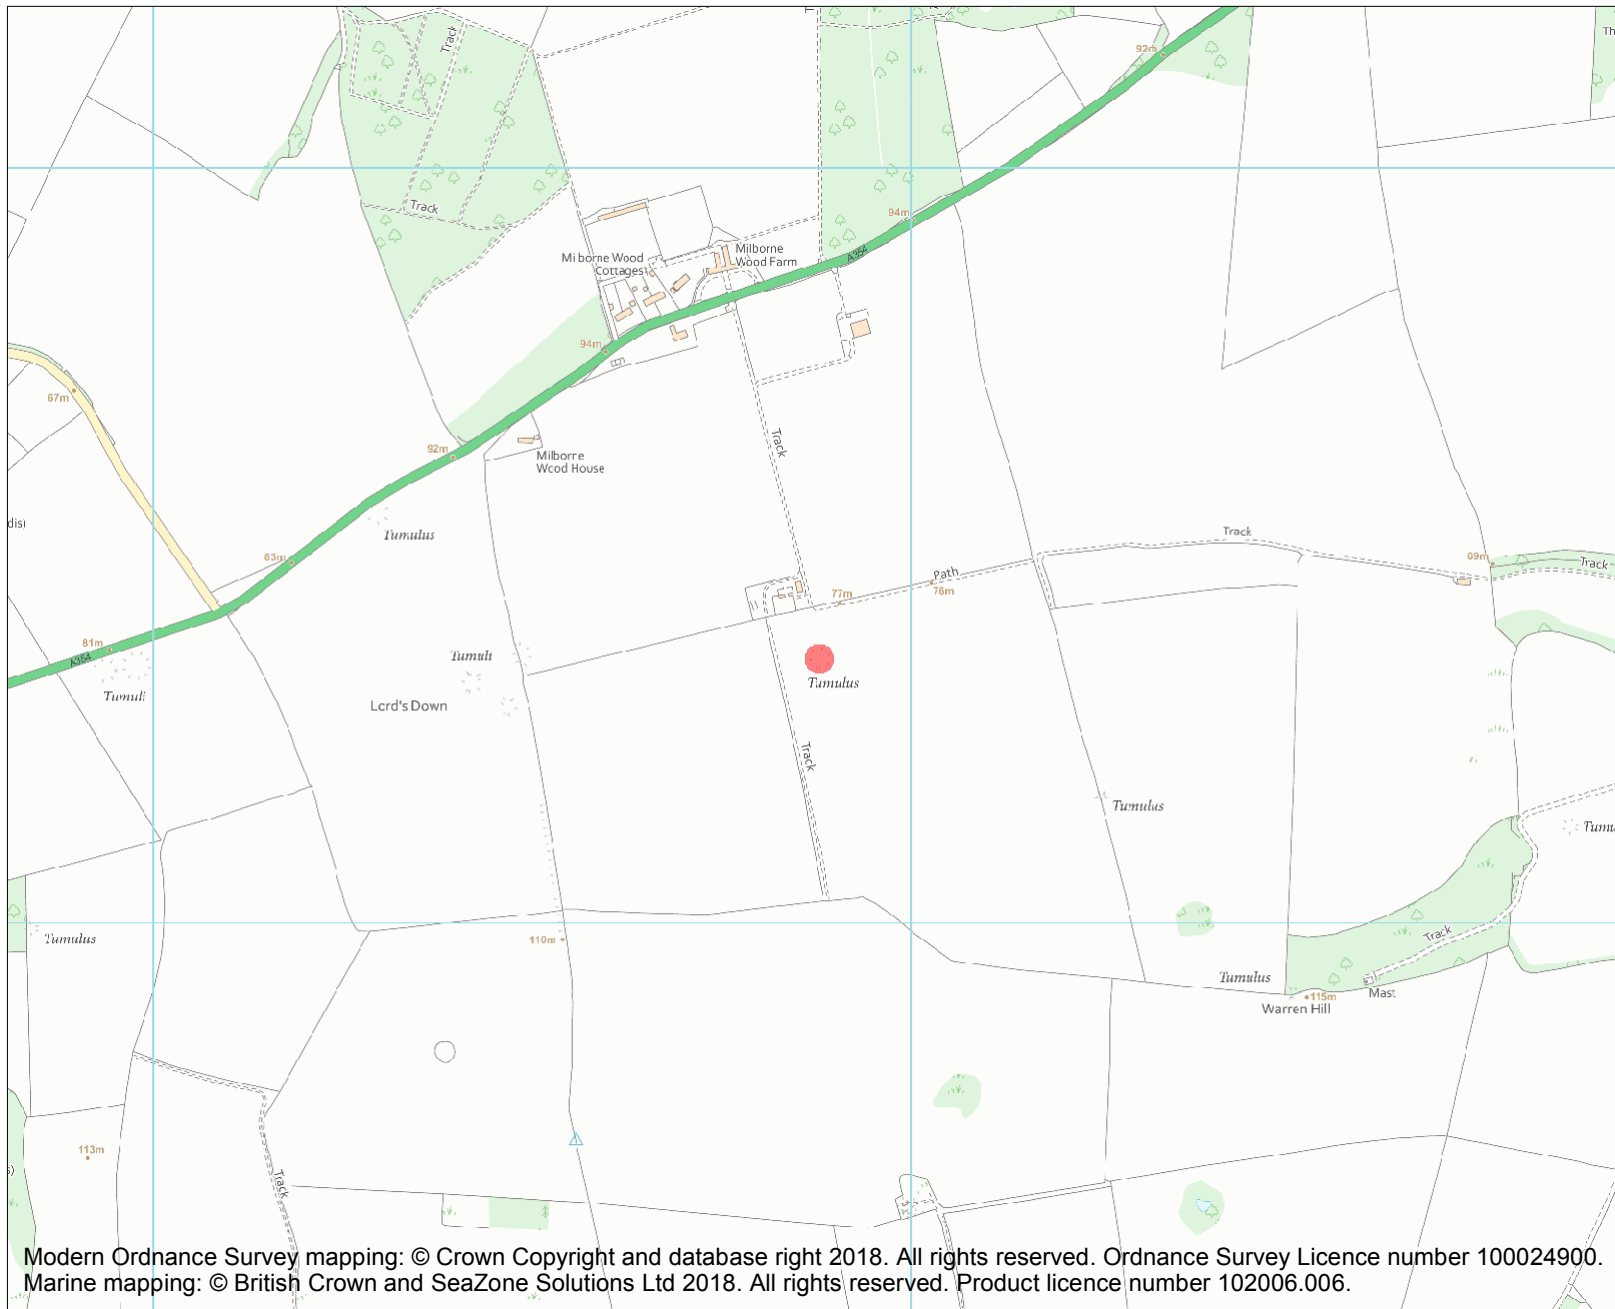 Track
92m
Th
Track
94m
A354
Milborne Wood
Cottages
Milborne
Wood Farm
94m
67m
92m
Track
Milborne
Wood House
Tumulus
83m
Track
69m
Track
Path
77m
76m
81m
A354
Tumuli
Tumuli
Lord's Down
Tumulus
Track
Tumulus
Tumu
Tumulus
110m
Track
Tumulus
115m
Mast
Warren Hill
113m
Track
Modern Ordnance Survey mapping: © Crown Copyright and database right 2018. All rights reserved. Ordnance Survey Licence number 100024900.
Marine mapping: © British Crown and SeaZone Solutions Ltd 2018. All rights reserved. Product licence number 102006.006.